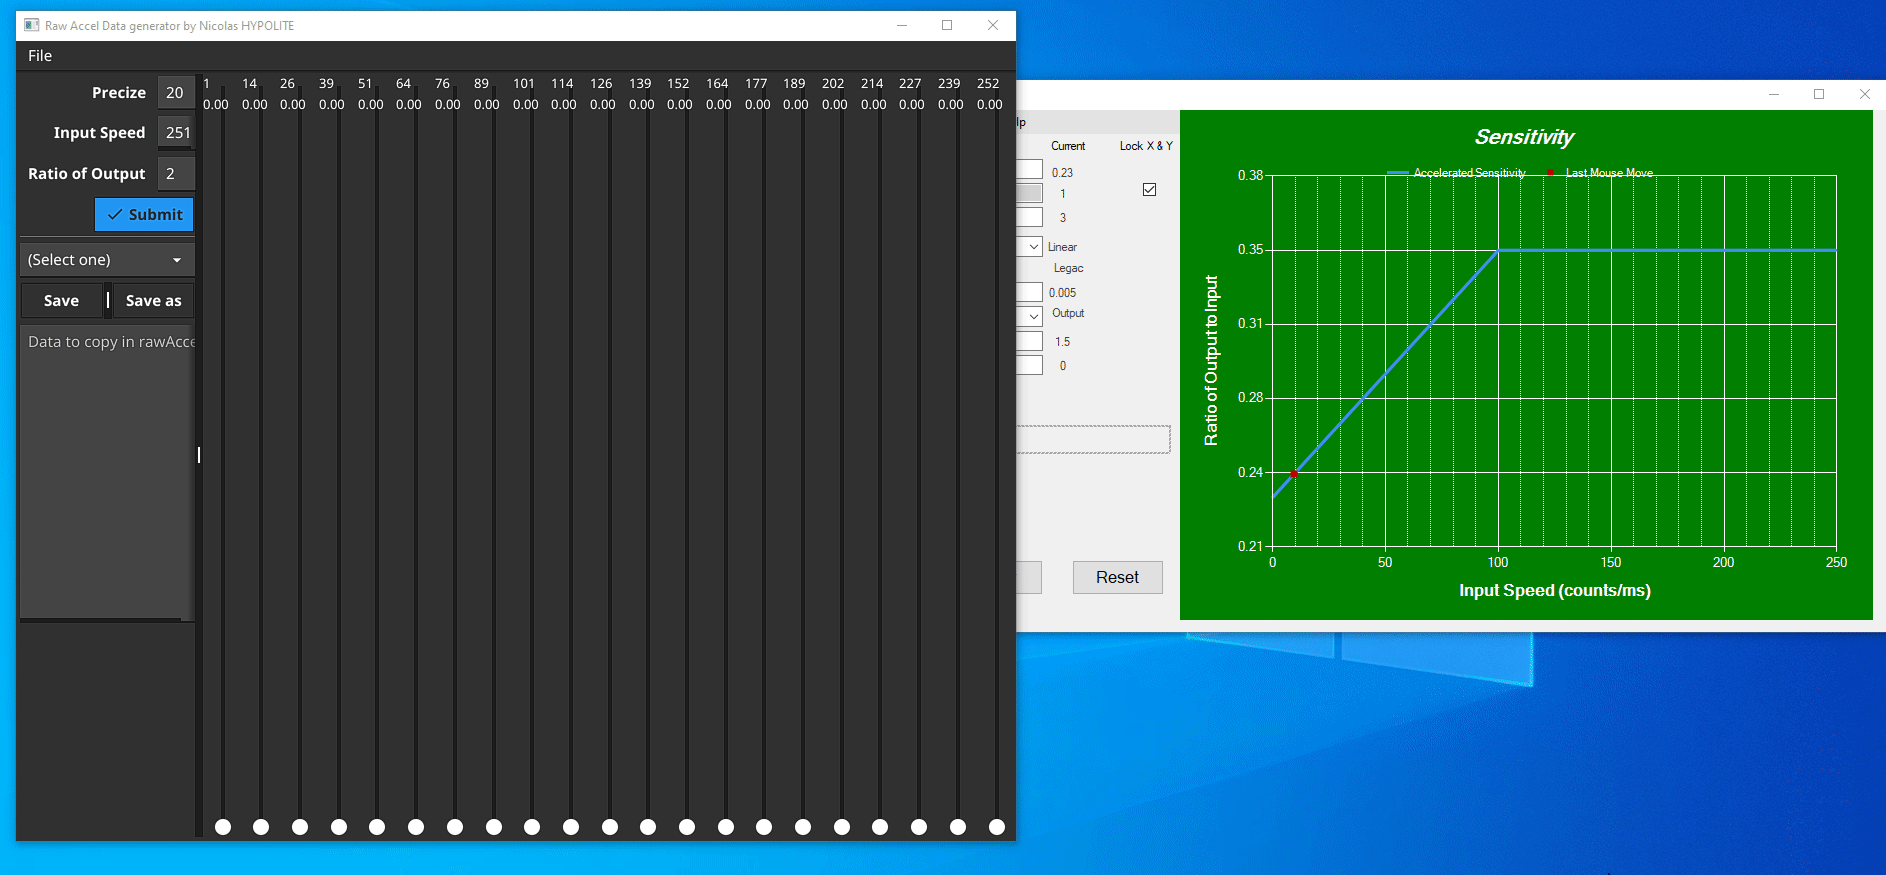 Raw Accel Data generator by Nicolas HYPOLITE
File
Precize 20
Input Speed 251
Ratio of Output 2
Submit
(Select one)
Save Save as
Data to copy in rawAcce
1 14 26 39 51 64 76 89 101 114 126 139 152 164 177 189 202 214 227 239 252
0.00 0.00 0.00 0.00 0.00 0.00 0.00 0.00 0.00 0.00 0.00 0.00 0.00 0.00 0.00 0.00 0.00 0.00 0.00 0.00 0.00
lp
Current Lock X & Y
0.23
1
3
Linear
Legac
0.005
Output
1.5
0
Reset
Sensitivity
Accelerated Sensitivity Last Mouse Move
Ratio of Output to Input
0.38
0.35
0.31
0.28
0.24
0.21
0 50 100 150 200 250
Input Speed (counts/ms)